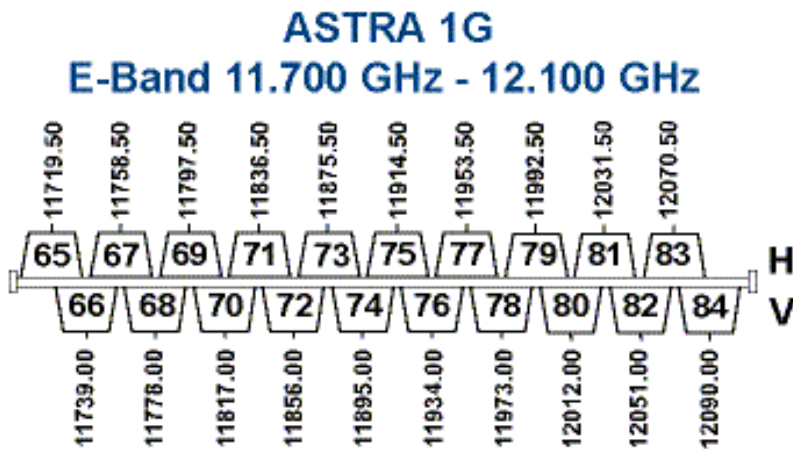 ASTRA 1G
E-Band 11.700 GHz - 12.100 GHz
11719.50 11758.50 11797.50 11836.50 11875.50 11914.50 11953.50 11992.50 12031.50 12070.50
65 67 69 71 73 75 77 79 81 83 H
66 68 70 72 74 76 78 80 82 84 V
11739.00 11778.00 11817.00 11856.00 11895.00 11934.00 11973.00 12012.00 12051.00 12090.00